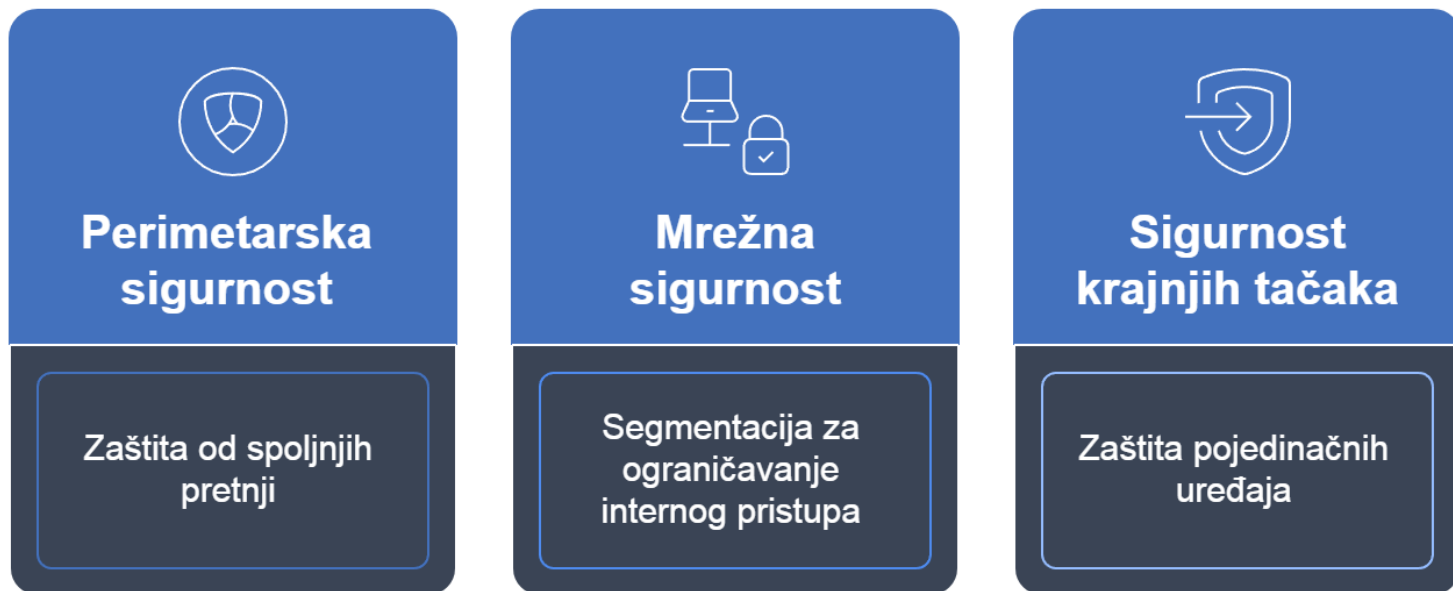 Perimetarska
sigurnost
Zaštita od spoljnjih
pretnji
Mrežna
sigurnost
Segmentacija za
ograničavanje
internog pristupa
Sigurnost
krajnjih tačaka
Zaštita pojedinačnih
uređaja